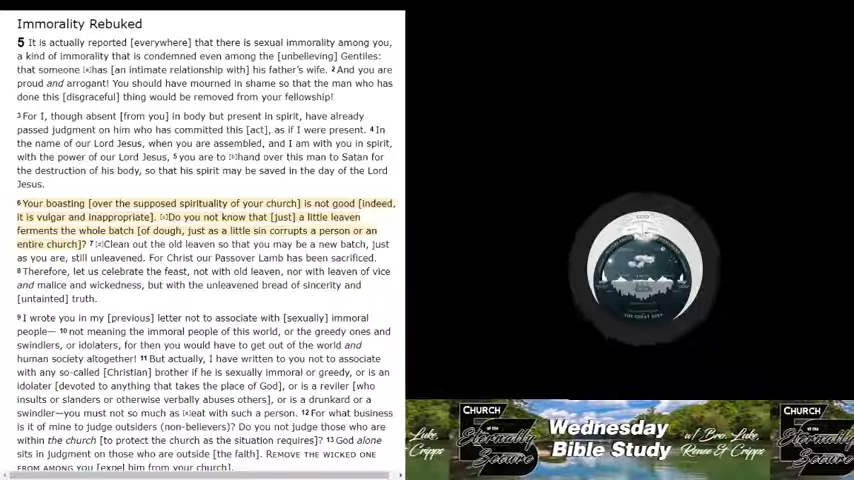 Immorality Rebuked
5 It is actually reported [everywhere] that there is sexual immorality among you,
a kind of immorality that is condemned even among the [unbelieving] Gentiles:
that someone [a]has [an intimate relationship with] his father's wife. 2 And you are
proud and arrogant! You should have mourned in shame so that the man who has
done this [disgraceful] thing would be removed from your fellowship!
3 For I, though absent [from you] in body but present in spirit, have already
passed judgment on him who has committed this [act], as if I were present. 4 In
the name of our Lord Jesus, when you are assembled, and I am with you in spirit,
with the power of our Lord Jesus, 5 you are to [b]hand over this man to Satan for
the destruction of his body, so that his spirit may be saved in the day of the Lord
Jesus.
6 Your boasting [over the supposed spirituality of your church] is not good [indeed,
it is vulgar and inappropriate]. [c]Do you not know that [just] a little leaven
ferments the whole batch [of dough, just as a little sin corrupts a person or an
entire church]? 7 [d]Clean out the old leaven so that you may be a new batch, just
as you are, still unleavened. For Christ our Passover Lamb has been sacrificed.
8 Therefore, let us celebrate the feast, not with old leaven, nor with leaven of vice
and malice and wickedness, but with the unleavened bread of sincerity and
[untainted] truth.
9 I wrote you in my [previous] letter not to associate with [sexually] immoral
people— 10 not meaning the immoral people of this world, or the greedy ones and
swindlers, or idolaters, for then you would have to get out of the world and
human society altogether! 11 But actually, I have written to you not to associate
with any so-called [Christian] brother if he is sexually immoral or greedy, or is an
idolater [devoted to anything that takes the place of God], or is a reviler [who
insults or slanders or otherwise verbally abuses others], or is a drunkard or a
swindler—you must not so much as [e]eat with such a person. 12 For what business
is it of mine to judge outsiders (non-believers)? Do you not judge those who are
within the church [to protect the church as the situation requires]? 13 God alone
sits in judgment on those who are outside [the faith]. REMOVE THE WICKED ONE
FROM AMONG YOU [expel him from your church].
GOD
THE GREAT DEEP
Luke,
Cripps
CHURCH
of the
Eternally
Secure
Wednesday
Bible Study
w/ Bro. Luke,
Renee & Cripps
CHURCH
of the
Eternally
Secure